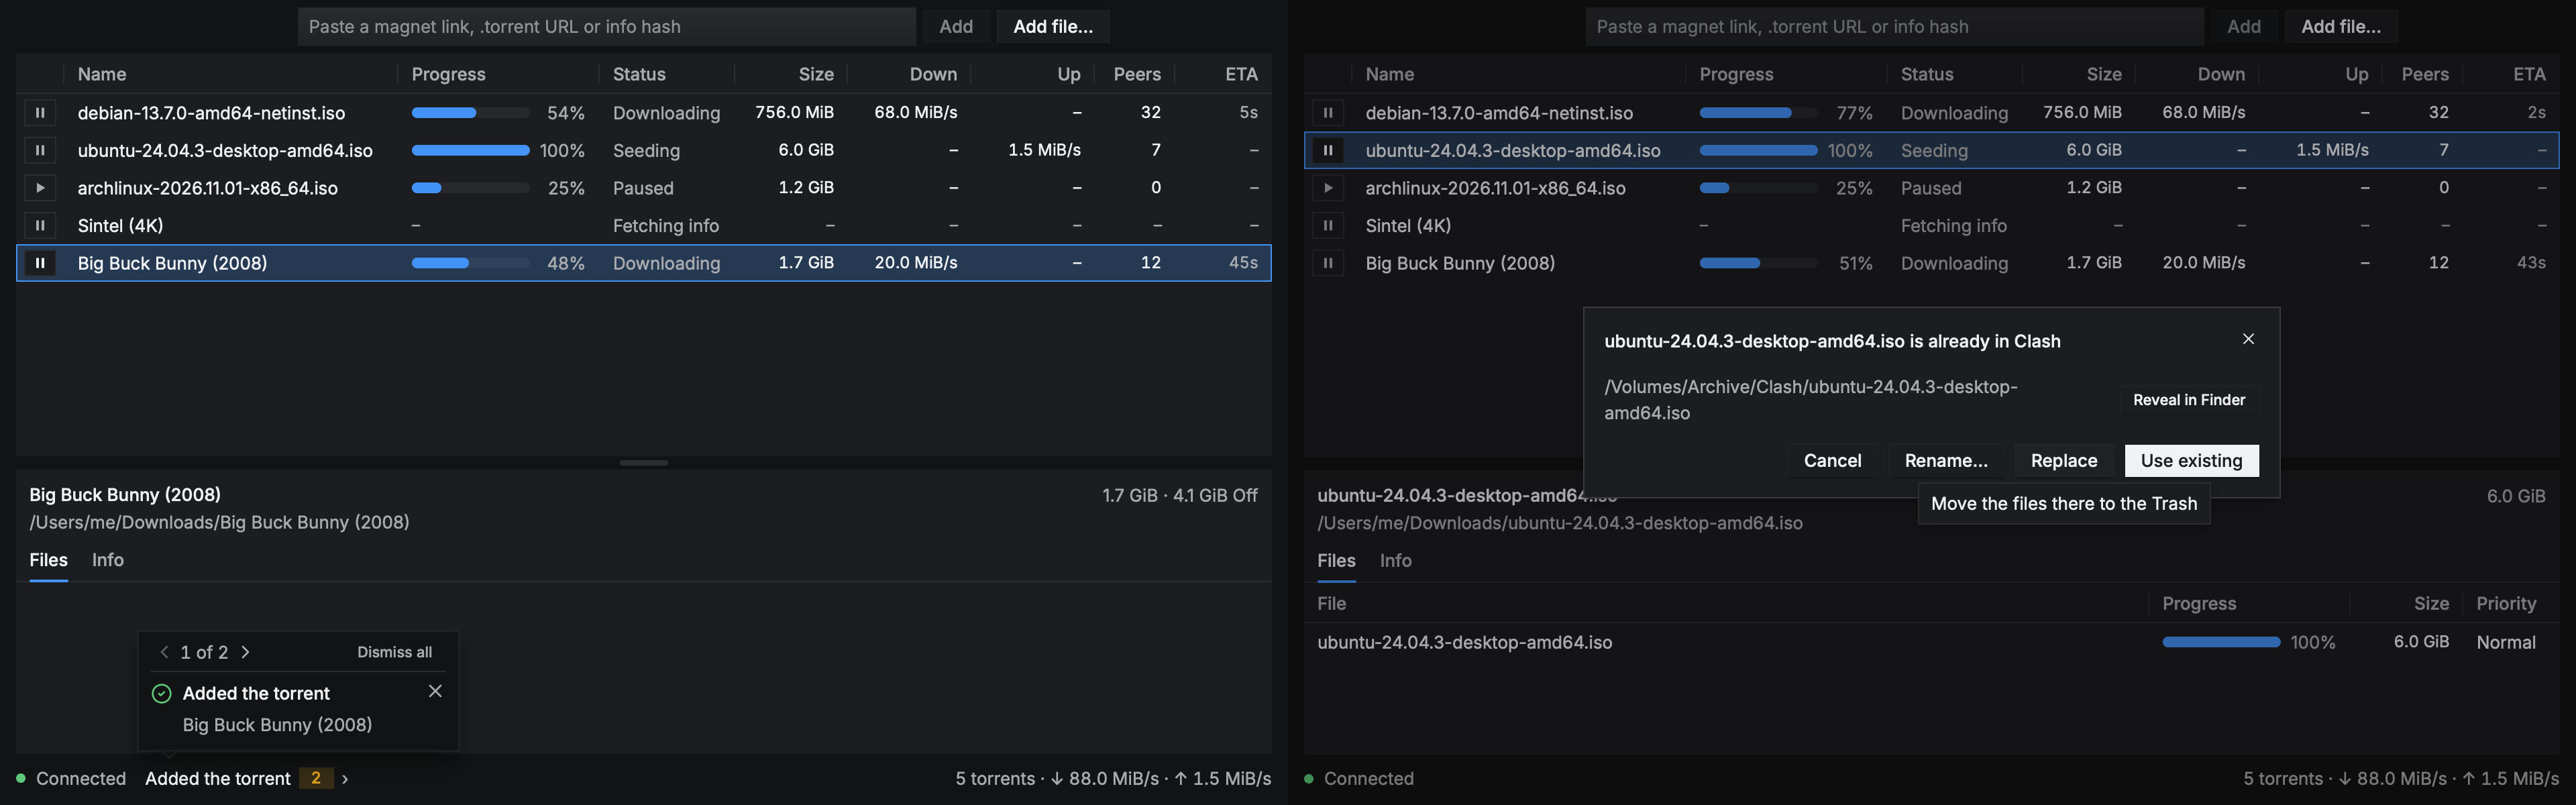 Paste a magnet link, .torrent URL or info hash Add Add file...
Name Progress Status Size Down Up Peers ETA
debian-13.7.0-amd64-netinst.iso 54% Downloading 756.0 MiB 68.0 MiB/s – 32 5s
ubuntu-24.04.3-desktop-amd64.iso 100% Seeding 6.0 GiB – 1.5 MiB/s 7 –
archlinux-2026.11.01-x86_64.iso 25% Paused 1.2 GiB – – 0 –
Sintel (4K) – Fetching info – – – – –
Big Buck Bunny (2008) 48% Downloading 1.7 GiB 20.0 MiB/s – 12 45s
Big Buck Bunny (2008) 1.7 GiB · 4.1 GiB Off
/Users/me/Downloads/Big Buck Bunny (2008)
Files Info
1 of 2 Dismiss all
Added the torrent
Big Buck Bunny (2008)
Connected Added the torrent 2 5 torrents · ↓ 88.0 MiB/s · ↑ 1.5 MiB/s
Paste a magnet link, .torrent URL or info hash Add Add file...
Name Progress Status Size Down Up Peers ETA
debian-13.7.0-amd64-netinst.iso 77% Downloading 756.0 MiB 68.0 MiB/s – 32 2s
ubuntu-24.04.3-desktop-amd64.iso 100% Seeding 6.0 GiB – 1.5 MiB/s 7 –
archlinux-2026.11.01-x86_64.iso 25% Paused 1.2 GiB – – 0 –
Sintel (4K) – Fetching info – – – – –
Big Buck Bunny (2008) 51% Downloading 1.7 GiB 20.0 MiB/s – 12 43s
ubuntu-24.04.3-desktop-amd64.iso is already in Clash
/Volumes/Archive/Clash/ubuntu-24.04.3-desktop-
amd64.iso
Reveal in Finder
Cancel Rename... Replace Use existing
Move the files there to the Trash
ubuntu-24.04.3-desktop-amd64.iso 6.0 GiB
/Users/me/Downloads/ubuntu-24.04.3-desktop-amd64.iso
Files Info
File Progress Size Priority
ubuntu-24.04.3-desktop-amd64.iso 100% 6.0 GiB Normal
Connected 5 torrents · ↓ 88.0 MiB/s · ↑ 1.5 MiB/s